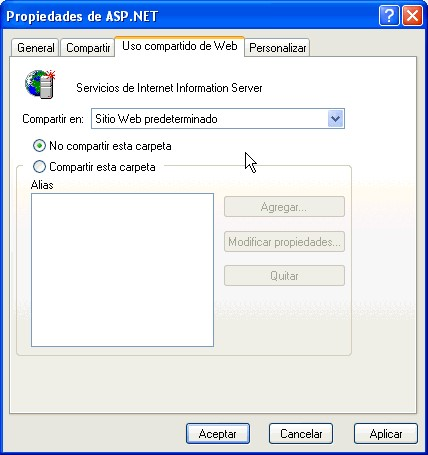 Propiedades de ASP.NET
General Compartir Uso compartido de Web Personalizar
Servicios de Internet Information Server
Compartir en: Sitio Web predeterminado
No compartir esta carpeta
Compartir esta carpeta
Alias
Agregar...
Modificar propiedades...
Quitar
Aceptar Cancelar Aplicar